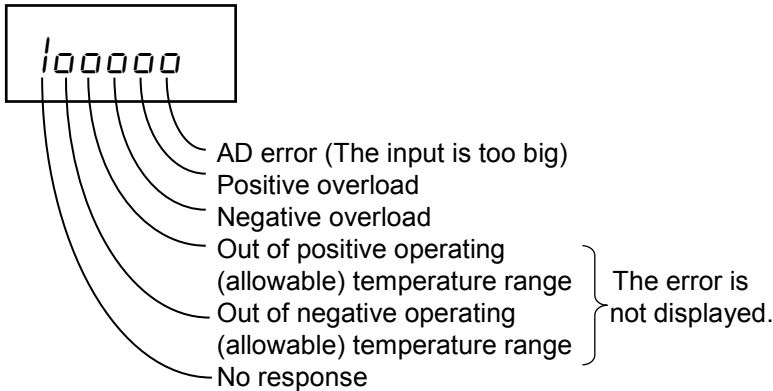 1ooooo
AD error (The input is too big)
Positive overload
Negative overload
Out of positive operating
(allowable) temperature range
The error is
Out of negative operating
not displayed.
(allowable) temperature range
No response